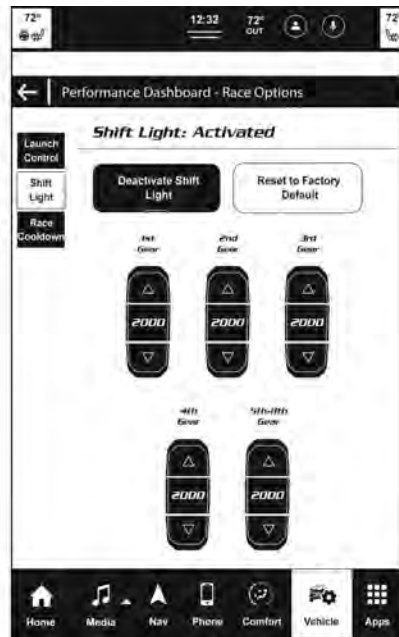 72°
12:32
72°
OUT
72°
Performance Dashboard - Race Options
Launch
Control
Shift
Light
Race
Cooldown
Shift Light: Activated
Deactivate Shift
Light
Reset to Factory
Default
1st
Gear
2nd
Gear
3rd
Gear
2000
2000
2000
4th
Gear
5th-8th
Gear
2000
2000
Home
Media
Nav
Phone
Comfort
Vehicle
Apps